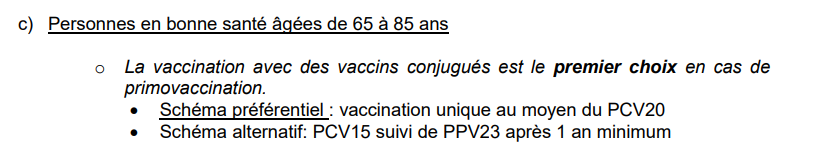 c) Personnes en bonne santé âgées de 65 à 85 ans
o La vaccination avec des vaccins conjugués est le premier choix en cas de
primovaccination.
• Schéma préférentiel : vaccination unique au moyen du PCV20
• Schéma alternatif: PCV15 suivi de PPV23 après 1 an minimum